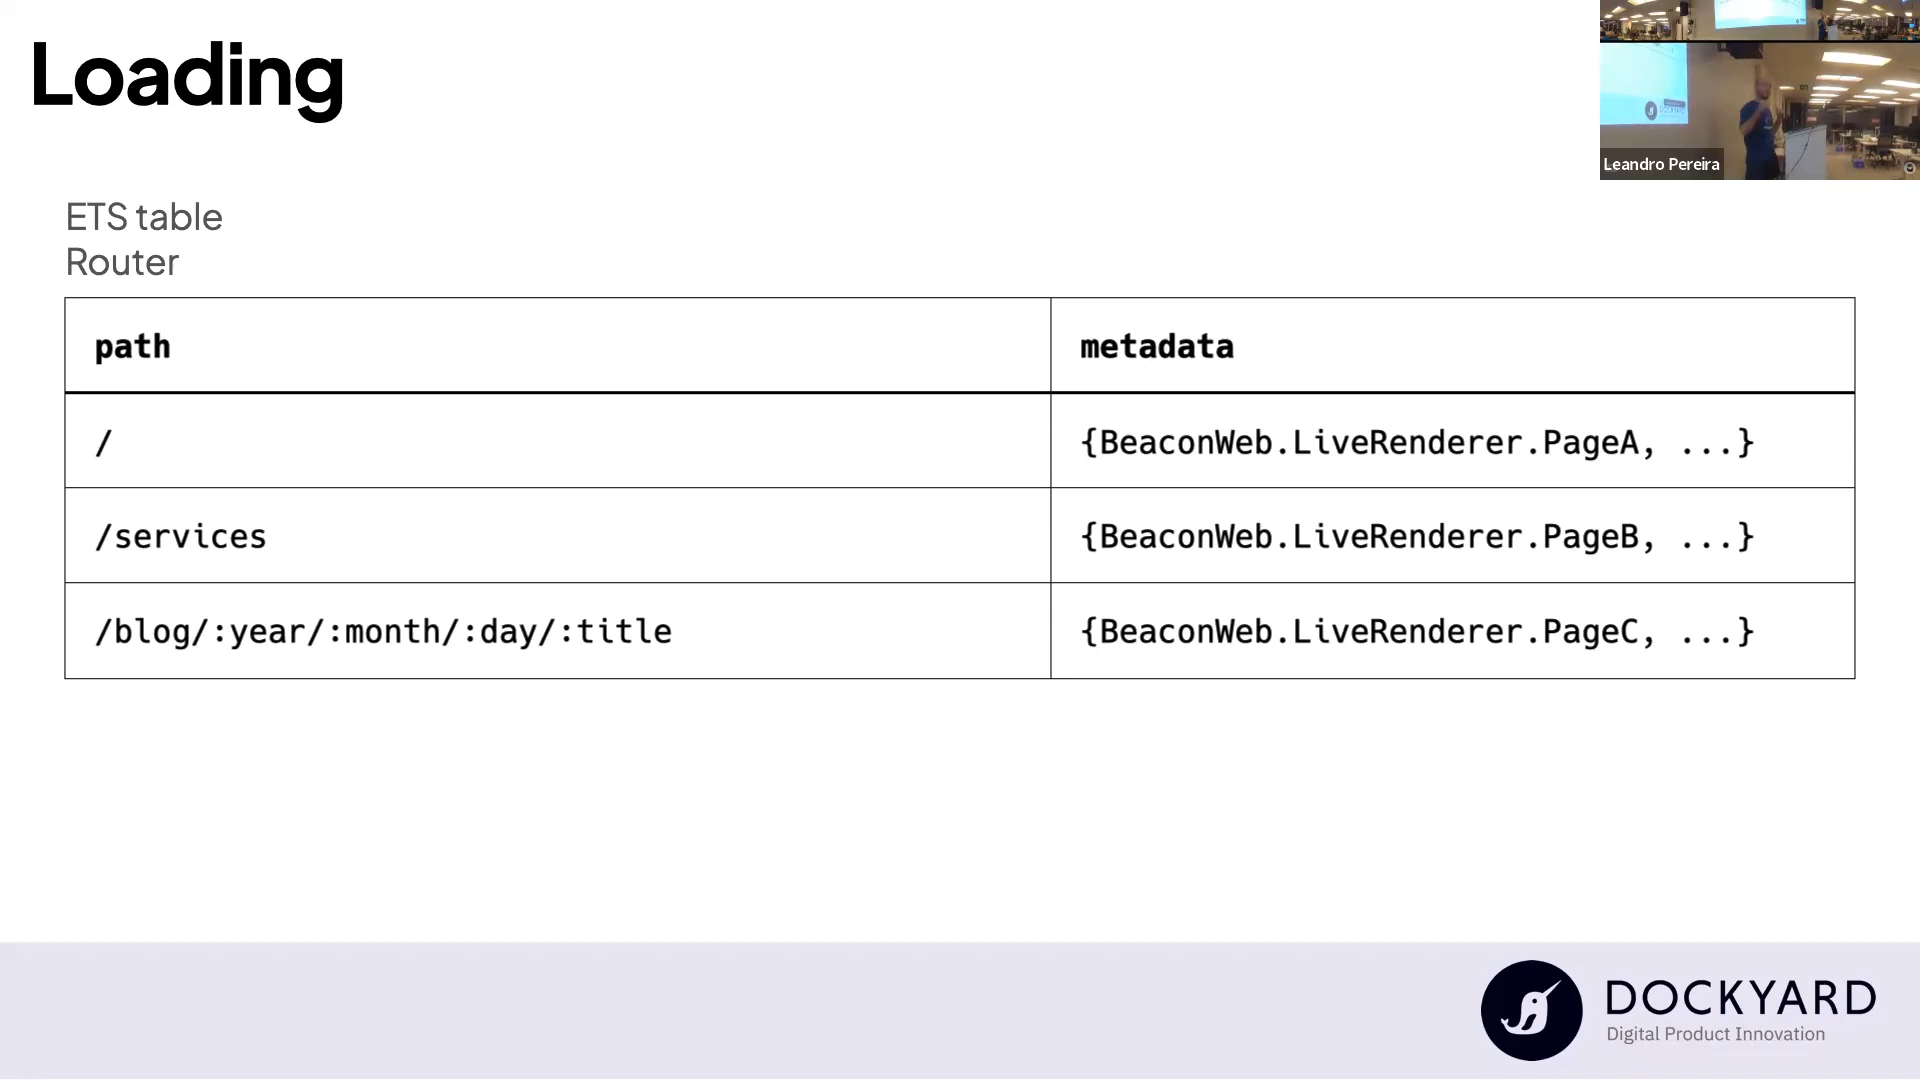 Loading
Leandro Pereira
ETS table
Router
path metadata
/ {BeaconWeb.LiveRenderer.PageA, ...}
/services {BeaconWeb.LiveRenderer.PageB, ...}
/blog/:year/:month/:day/:title {BeaconWeb.LiveRenderer.PageC, ...}
DOCKYARD
Digital Product Innovation